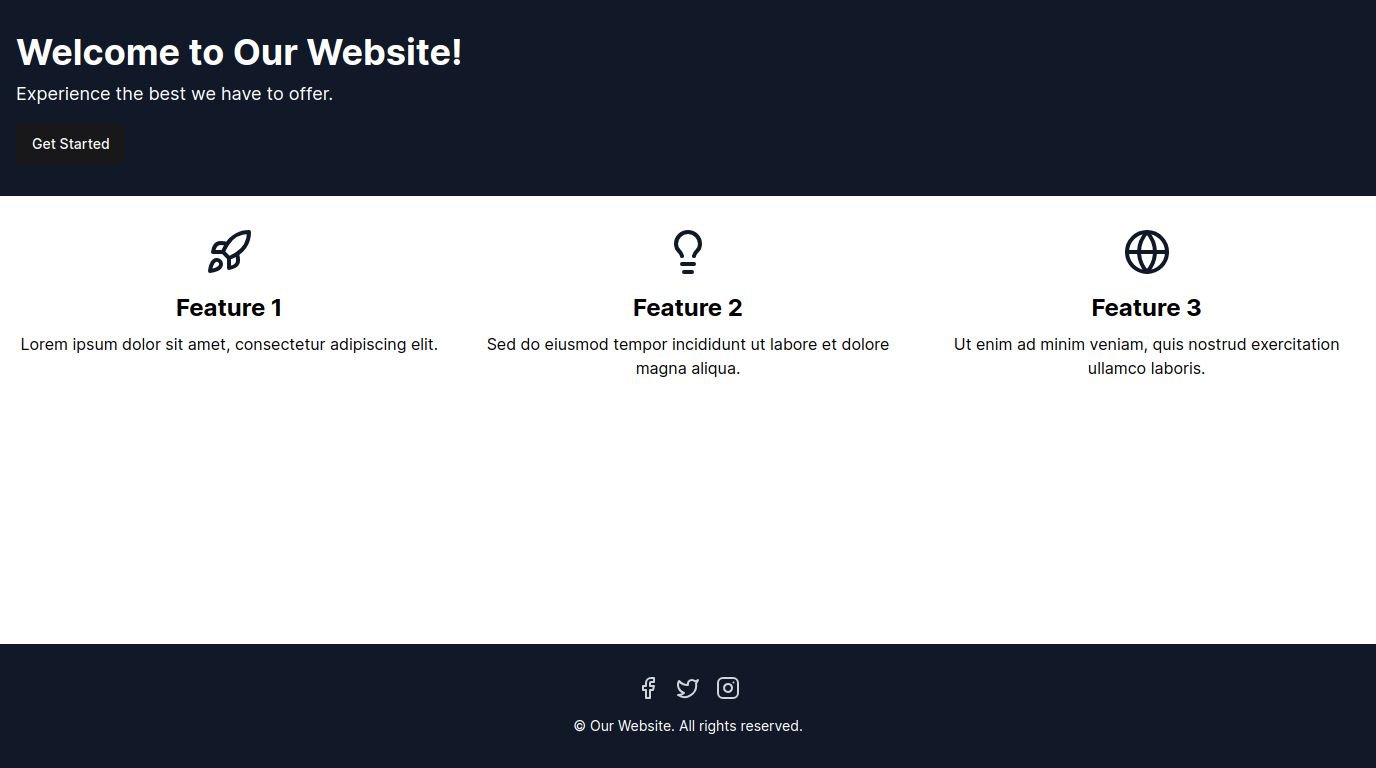 Welcome to Our Website!
Experience the best we have to offer.
Get Started
Feature 1
Lorem ipsum dolor sit amet, consectetur adipiscing elit.
Feature 2
Sed do eiusmod tempor incididunt ut labore et dolore
magna aliqua.
Feature 3
Ut enim ad minim veniam, quis nostrud exercitation
ullamco laboris.
© Our Website. All rights reserved.